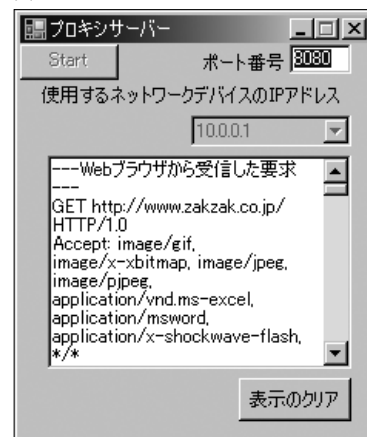 プロキシサーバー
Start ポート番号 8080
使用するネットワークデバイスのIPアドレス
10.0.0.1
---Webブラウザから受信した要求
---
GET http://www.zakzak.co.jp/
HTTP/1.0
Accept: image/gif,
image/x-xbitmap, image/jpeg,
image/pjpeg,
application/vnd.ms-excel,
application/msword,
application/x-shockwave-flash,
*/*
表示のクリア